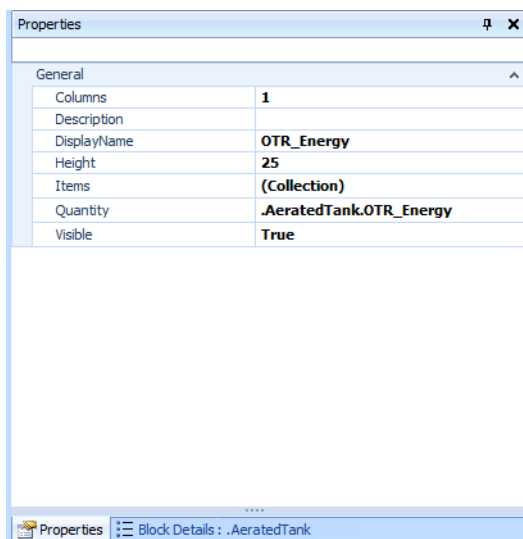 Properties
General
Columns 1
Description
DisplayName OTR_Energy
Height 25
Items (Collection)
Quantity .AeratedTank.OTR_Energy
Visible True
Properties Block Details : .AeratedTank